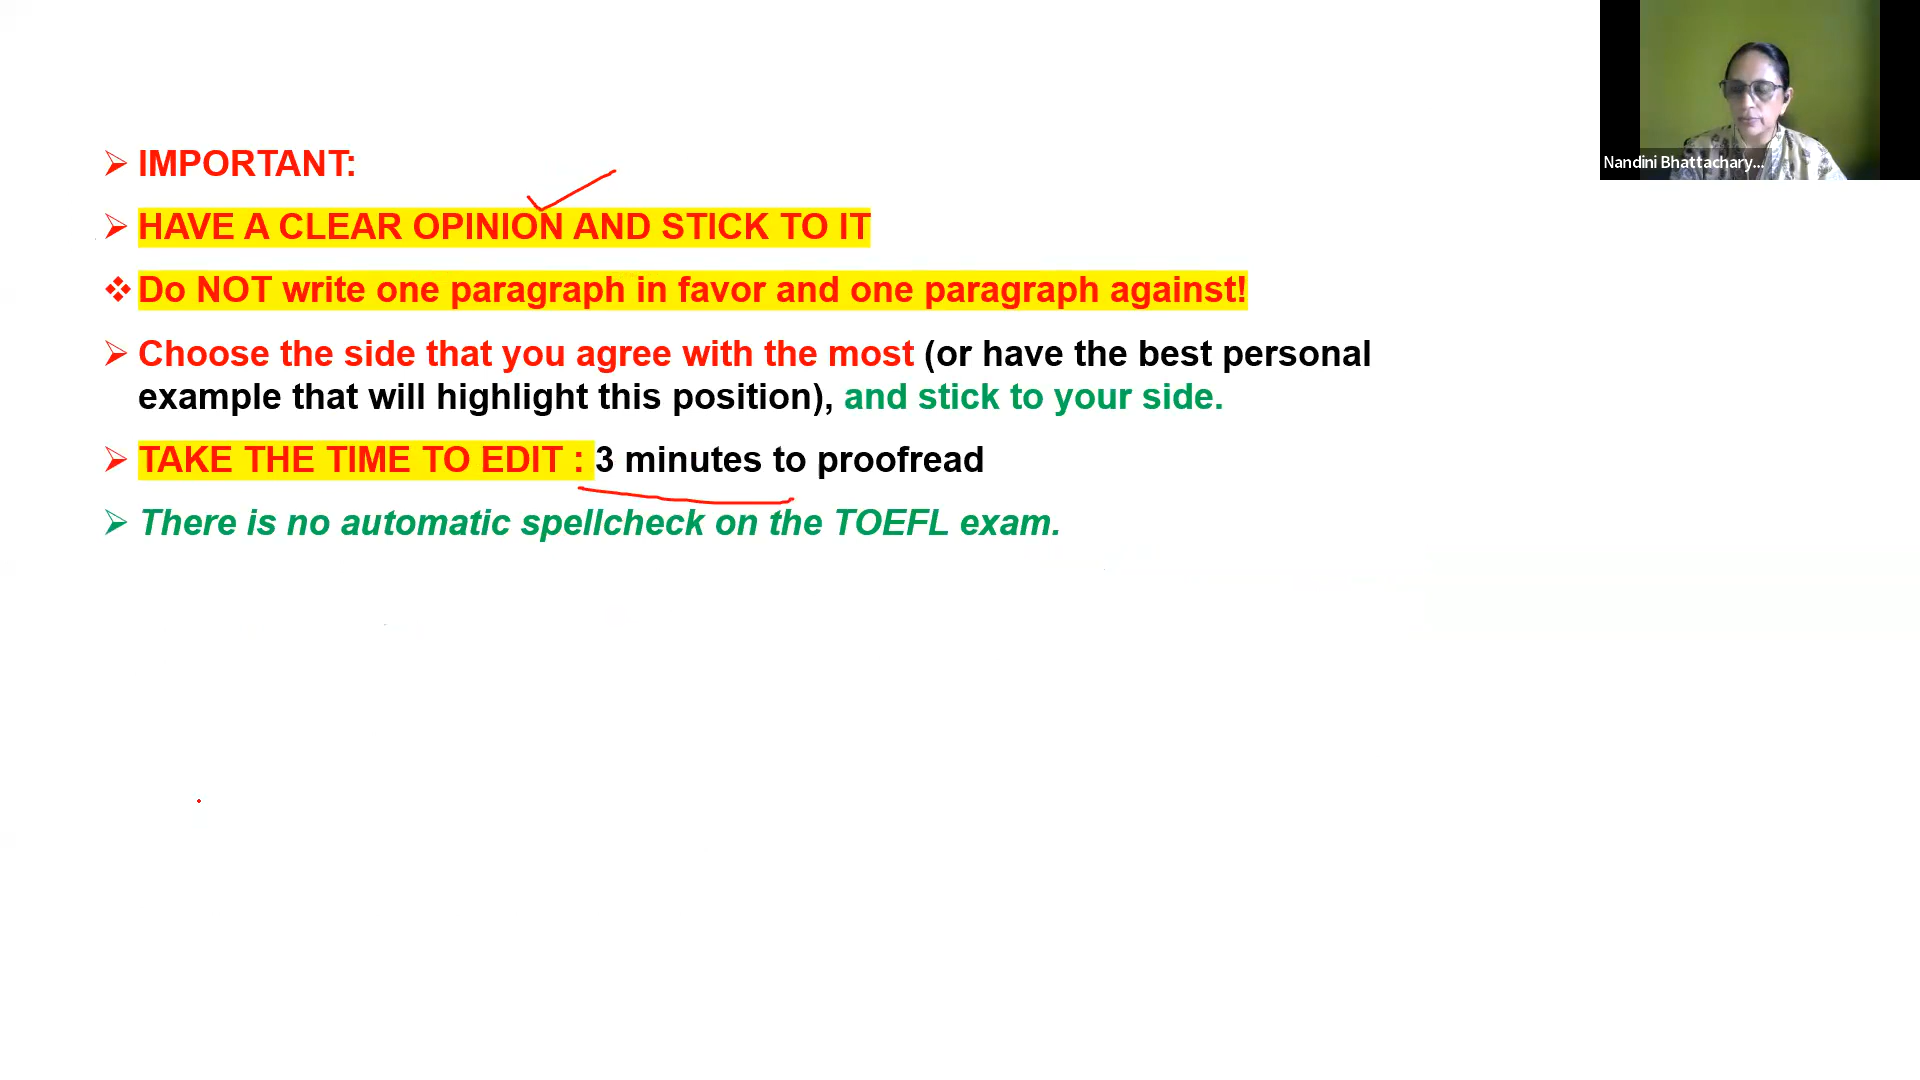 IMPORTANT:
HAVE A CLEAR OPINION AND STICK TO IT
Do NOT write one paragraph in favor and one paragraph against!
Choose the side that you agree with the most (or have the best personal
example that will highlight this position), and stick to your side.
TAKE THE TIME TO EDIT : 3 minutes to proofread
There is no automatic spellcheck on the TOEFL exam.
Nandini Bhattachary...